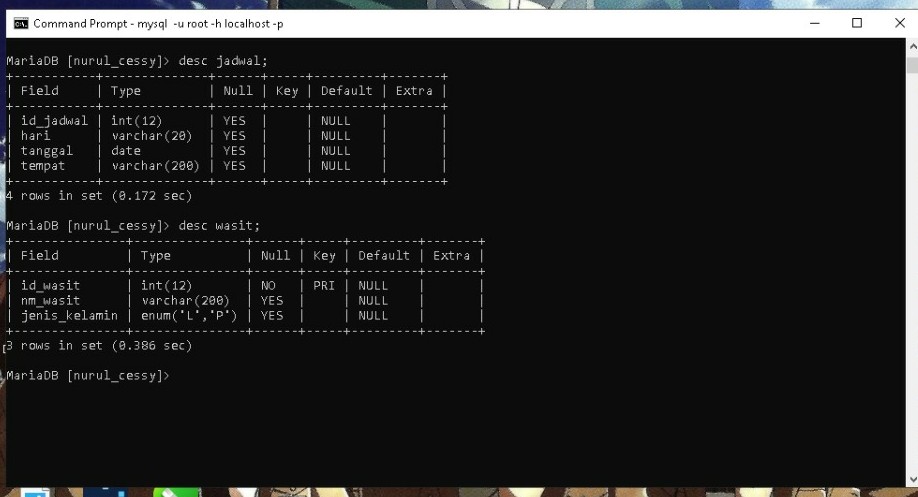 Command Prompt - mysql -u root -h localhost -p
MariaDB [nurul_cessy]> desc jadwal;
+-----------+--------------+------+-----+---------+-------+
| Field | Type | Null | Key | Default | Extra |
+-----------+--------------+------+-----+---------+-------+
| id_jadwal | int(12) | YES | | NULL | |
| hari | varchar(20) | YES | | NULL | |
| tanggal | date | YES | | NULL | |
| tempat | varchar(200) | YES | | NULL | |
+-----------+--------------+------+-----+---------+-------+
4 rows in set (0.172 sec)
MariaDB [nurul_cessy]> desc wasit;
+---------------+---------------+------+-----+---------+-------+
| Field | Type | Null | Key | Default | Extra |
+---------------+---------------+------+-----+---------+-------+
| id_wasit | int(12) | NO | PRI | NULL | |
| nm_wasit | varchar(200) | YES | | NULL | |
| jenis_kelamin | enum('L','P') | YES | | NULL | |
+---------------+---------------+------+-----+---------+-------+
3 rows in set (0.386 sec)
MariaDB [nurul_cessy]>